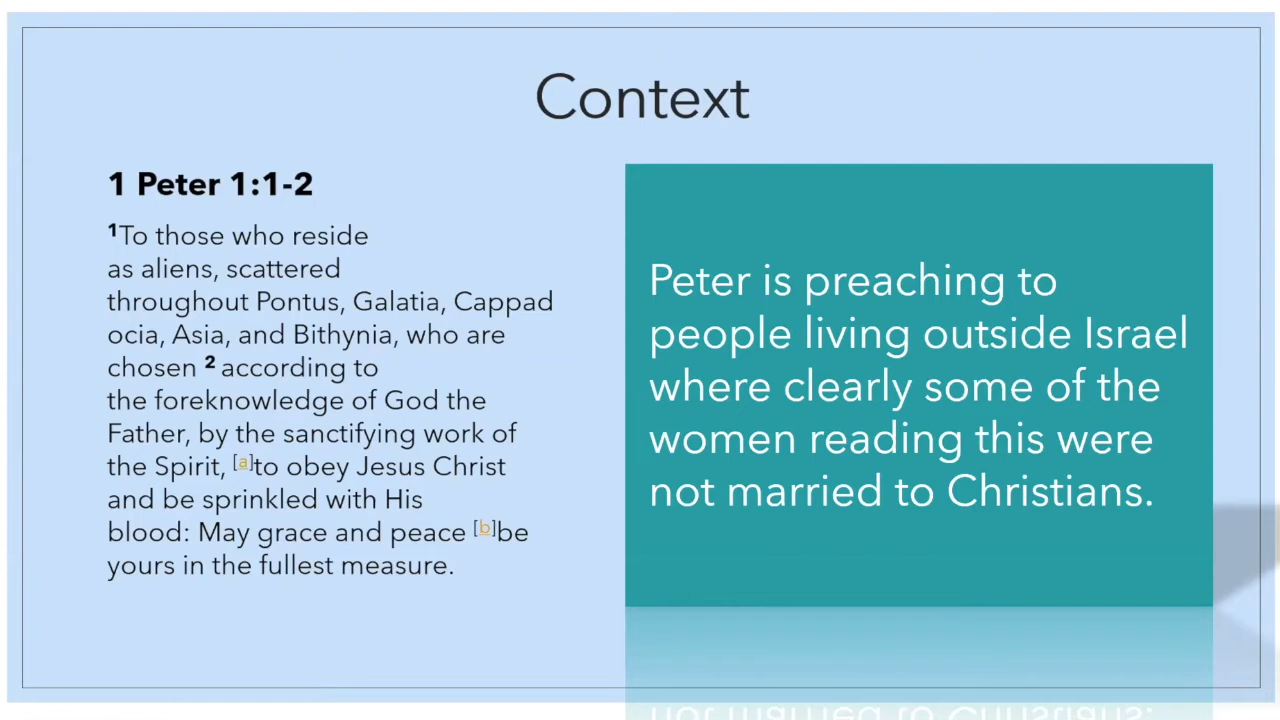 Context
1 Peter 1:1-2
1To those who reside
as aliens, scattered
throughout Pontus, Galatia, Cappad
ocia, Asia, and Bithynia, who are
chosen 2 according to
the foreknowledge of God the
Father, by the sanctifying work of
the Spirit, [a]to obey Jesus Christ
and be sprinkled with His
blood: May grace and peace [b]be
yours in the fullest measure.
Peter is preaching to
people living outside Israel
where clearly some of the
women reading this were
not married to Christians.